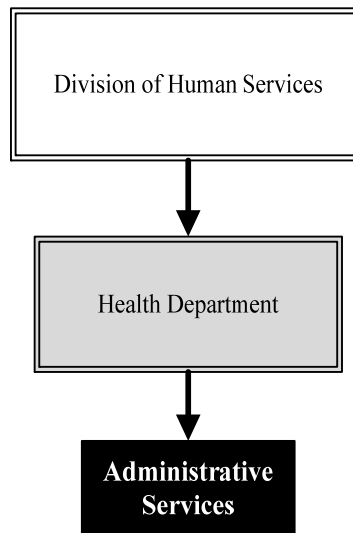 Division of Human Services
Health Department
Administrative
Services